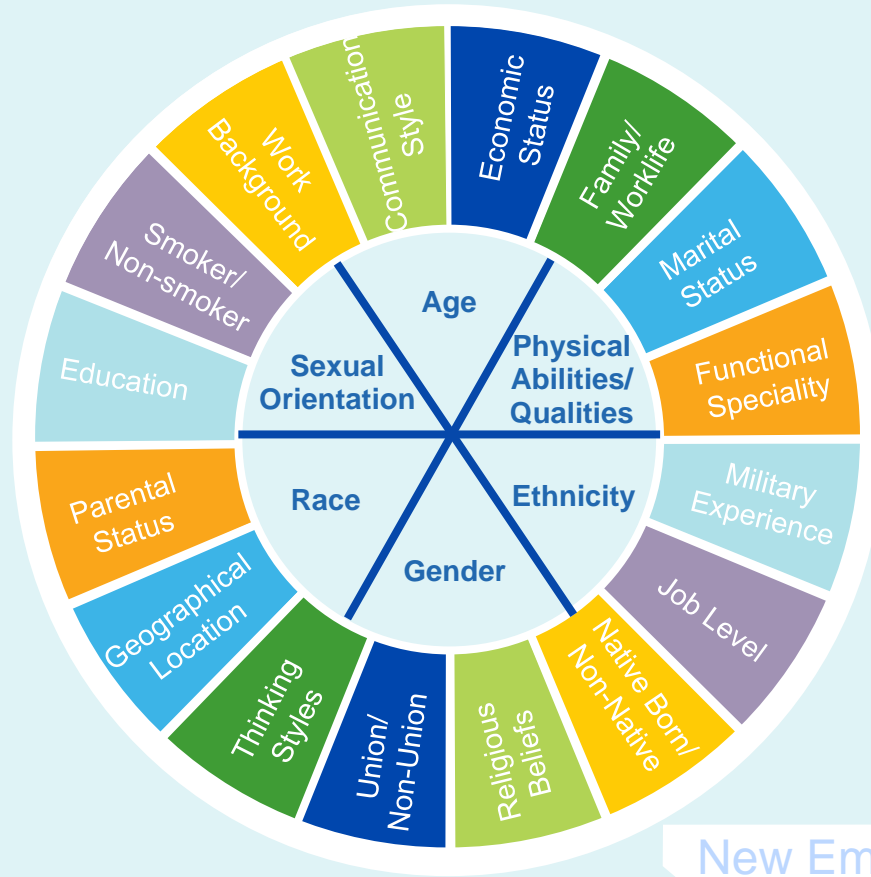 Economic
Status
Family/
Worklife
Marital
Status
Functional
Speciality
Military
Experience
Job Level
Native Born/
Non-Native
Religious
Beliefs
Union/
Non-Union
Thinking
Styles
Geographical
Location
Parental
Status
Education
Smoker/
Non-smoker
Work
Background
Communication
Style
Age
Physical
Abilities/
Qualities
Ethnicity
Gender
Race
Sexual
Orientation
New Em